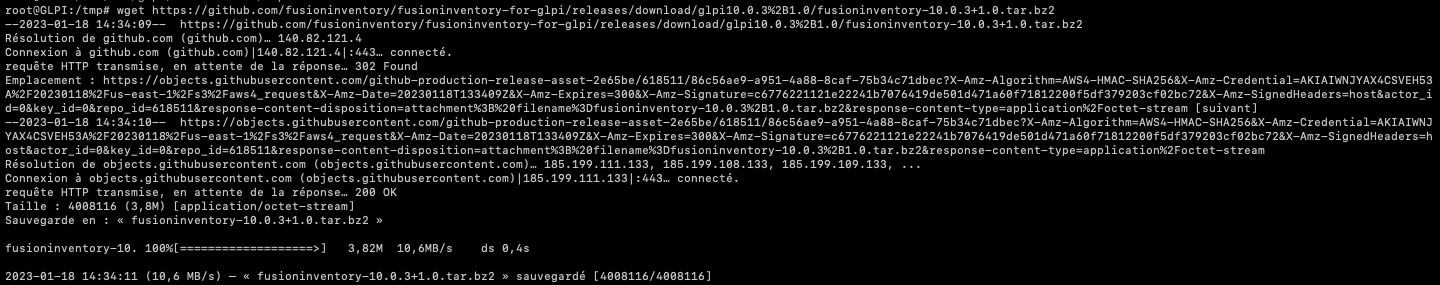 root@GLPI:/tmp# wget https://github.com/fusioninventory/fusioninventory-for-glpi/releases/download/glpi10.0.3%2B1.0/fusioninventory-10.0.3+1.0.tar.bz2
--2023-01-18 14:34:09-- https://github.com/fusioninventory/fusioninventory-for-glpi/releases/download/glpi10.0.3%2B1.0/fusioninventory-10.0.3+1.0.tar.bz2
Résolution de github.com (github.com)… 140.82.121.4
Connexion à github.com (github.com)|140.82.121.4|:443… connecté.
requête HTTP transmise, en attente de la réponse… 302 Found
Emplacement : https://objects.githubusercontent.com/github-production-release-asset-2e65be/618511/86c56ae9-a951-4a88-8caf-75b34c71dbec?X-Amz-Algorithm=AWS4-HMAC-SHA256&X-Amz-Credential=AKIAIWNJYAX4CSVEH53
A%2F20230118%2Fus-east-1%2Fs3%2Faws4_request&X-Amz-Date=20230118T133409Z&X-Amz-Expires=300&X-Amz-Signature=c6776221121e22241b7076419de501d471a60f71812200f5df379203cf02bc72&X-Amz-SignedHeaders=host&actor_i
d=0&key_id=0&repo_id=618511&response-content-disposition=attachment%3B%20filename%3Dfusioninventory-10.0.3%2B1.0.tar.bz2&response-content-type=application%2Foctet-stream [suivant]
--2023-01-18 14:34:10-- https://objects.githubusercontent.com/github-production-release-asset-2e65be/618511/86c56ae9-a951-4a88-8caf-75b34c71dbec?X-Amz-Algorithm=AWS4-HMAC-SHA256&X-Amz-Credential=AKIAIWNJ
YAX4CSVEH53A%2F20230118%2Fus-east-1%2Fs3%2Faws4_request&X-Amz-Date=20230118T133409Z&X-Amz-Expires=300&X-Amz-Signature=c6776221121e22241b7076419de501d471a60f71812200f5df379203cf02bc72&X-Amz-SignedHeaders=h
ost&actor_id=0&key_id=0&repo_id=618511&response-content-disposition=attachment%3B%20filename%3Dfusioninventory-10.0.3%2B1.0.tar.bz2&response-content-type=application%2Foctet-stream
Résolution de objects.githubusercontent.com (objects.githubusercontent.com)… 185.199.111.133, 185.199.108.133, 185.199.109.133, ...
Connexion à objects.githubusercontent.com (objects.githubusercontent.com)|185.199.111.133|:443… connecté.
requête HTTP transmise, en attente de la réponse… 200 OK
Taille : 4008116 (3,8M) [application/octet-stream]
Sauvegarde en : « fusioninventory-10.0.3+1.0.tar.bz2 »
fusioninventory-10. 100%[===================>] 3,82M 10,6MB/s ds 0,4s
2023-01-18 14:34:11 (10,6 MB/s) — « fusioninventory-10.0.3+1.0.tar.bz2 » sauvegardé [4008116/4008116]